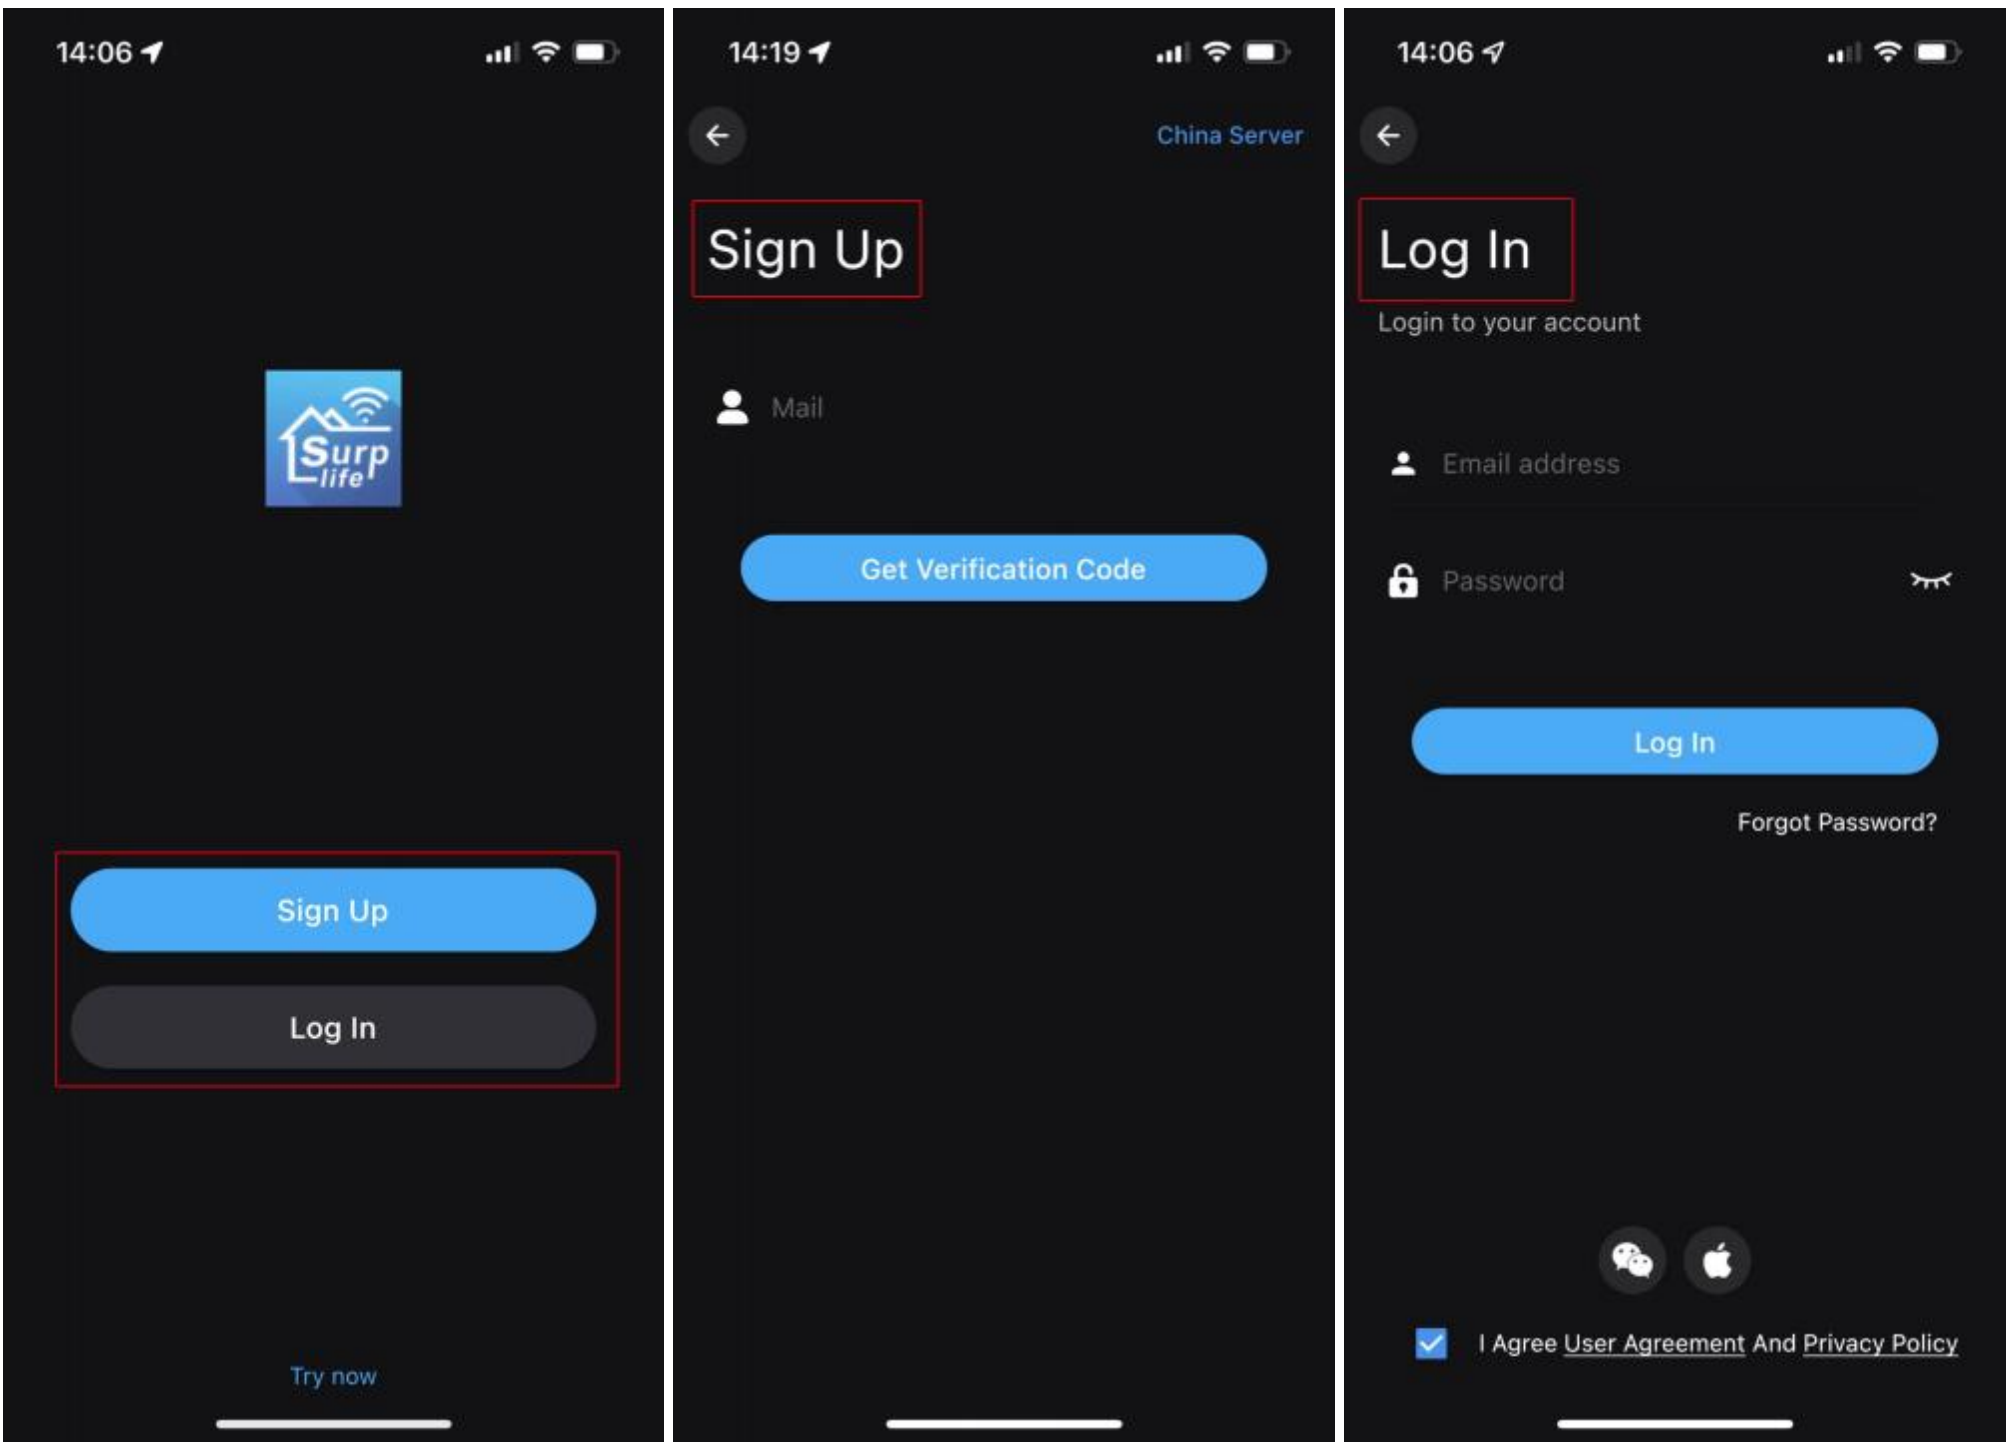 14:06
Surp
life
Sign Up
Log In
Try now
14:19
China Server
Sign Up
Mail
Get Verification Code
14:06
Log In
Login to your account
Email address
Password
Log In
Forgot Password?
I Agree User Agreement And Privacy Policy